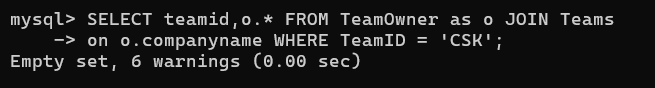 mysql> SELECT teamid,o.* FROM TeamOwner as o JOIN Teams
-> on o.companyname WHERE TeamID = 'CSK';
Empty set, 6 warnings (0.00 sec)